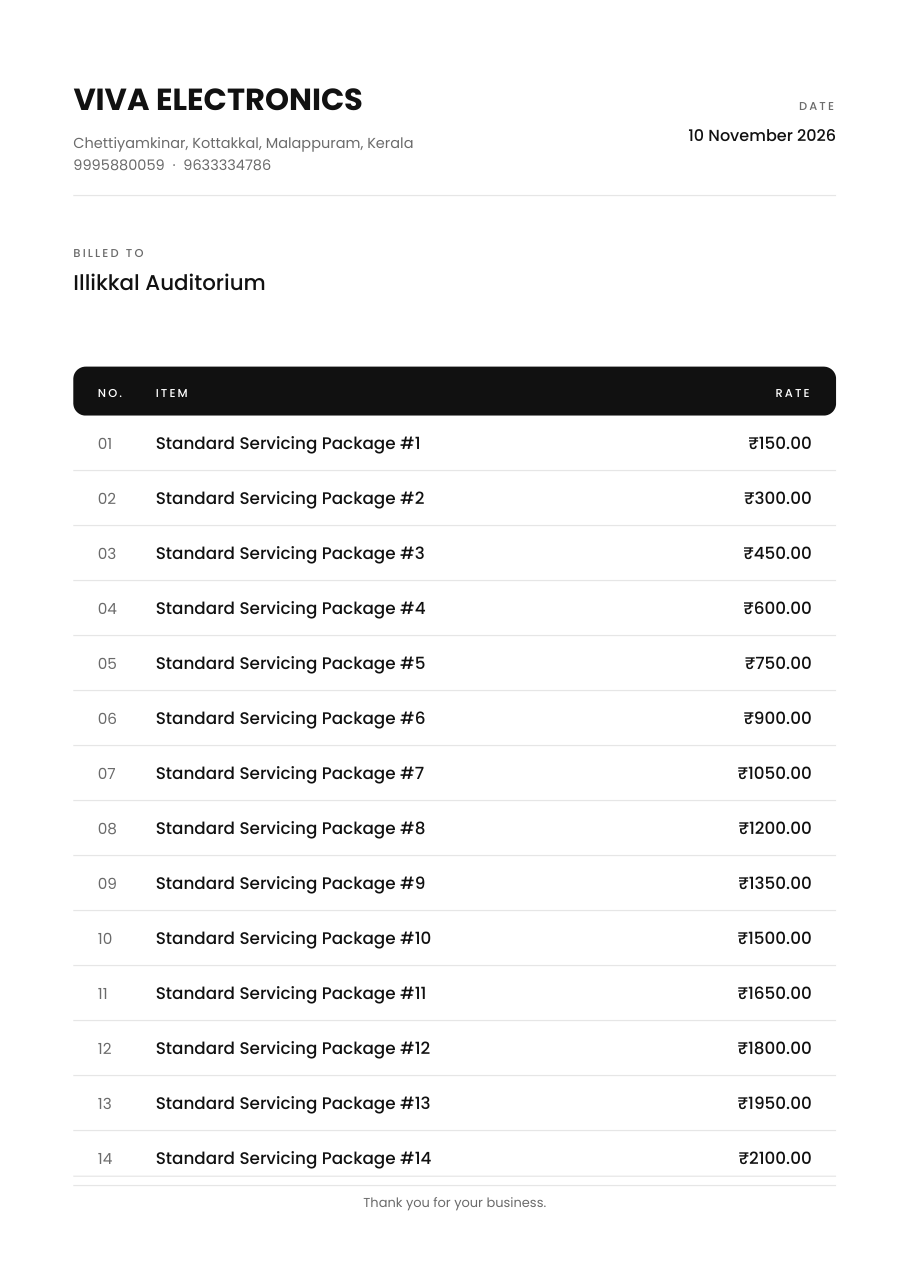 VIVA ELECTRONICS
DATE
Chettiyamkinar, Kottakkal, Malappuram, Kerala
10 November 2026
9995880059 · 9633334786
BILLED TO
Illikkal Auditorium
NO. ITEM RATE
01 Standard Servicing Package #1 ₹150.00
02 Standard Servicing Package #2 ₹300.00
03 Standard Servicing Package #3 ₹450.00
04 Standard Servicing Package #4 ₹600.00
05 Standard Servicing Package #5 ₹750.00
06 Standard Servicing Package #6 ₹900.00
07 Standard Servicing Package #7 ₹1050.00
08 Standard Servicing Package #8 ₹1200.00
09 Standard Servicing Package #9 ₹1350.00
10 Standard Servicing Package #10 ₹1500.00
11 Standard Servicing Package #11 ₹1650.00
12 Standard Servicing Package #12 ₹1800.00
13 Standard Servicing Package #13 ₹1950.00
14 Standard Servicing Package #14 ₹2100.00
Thank you for your business.